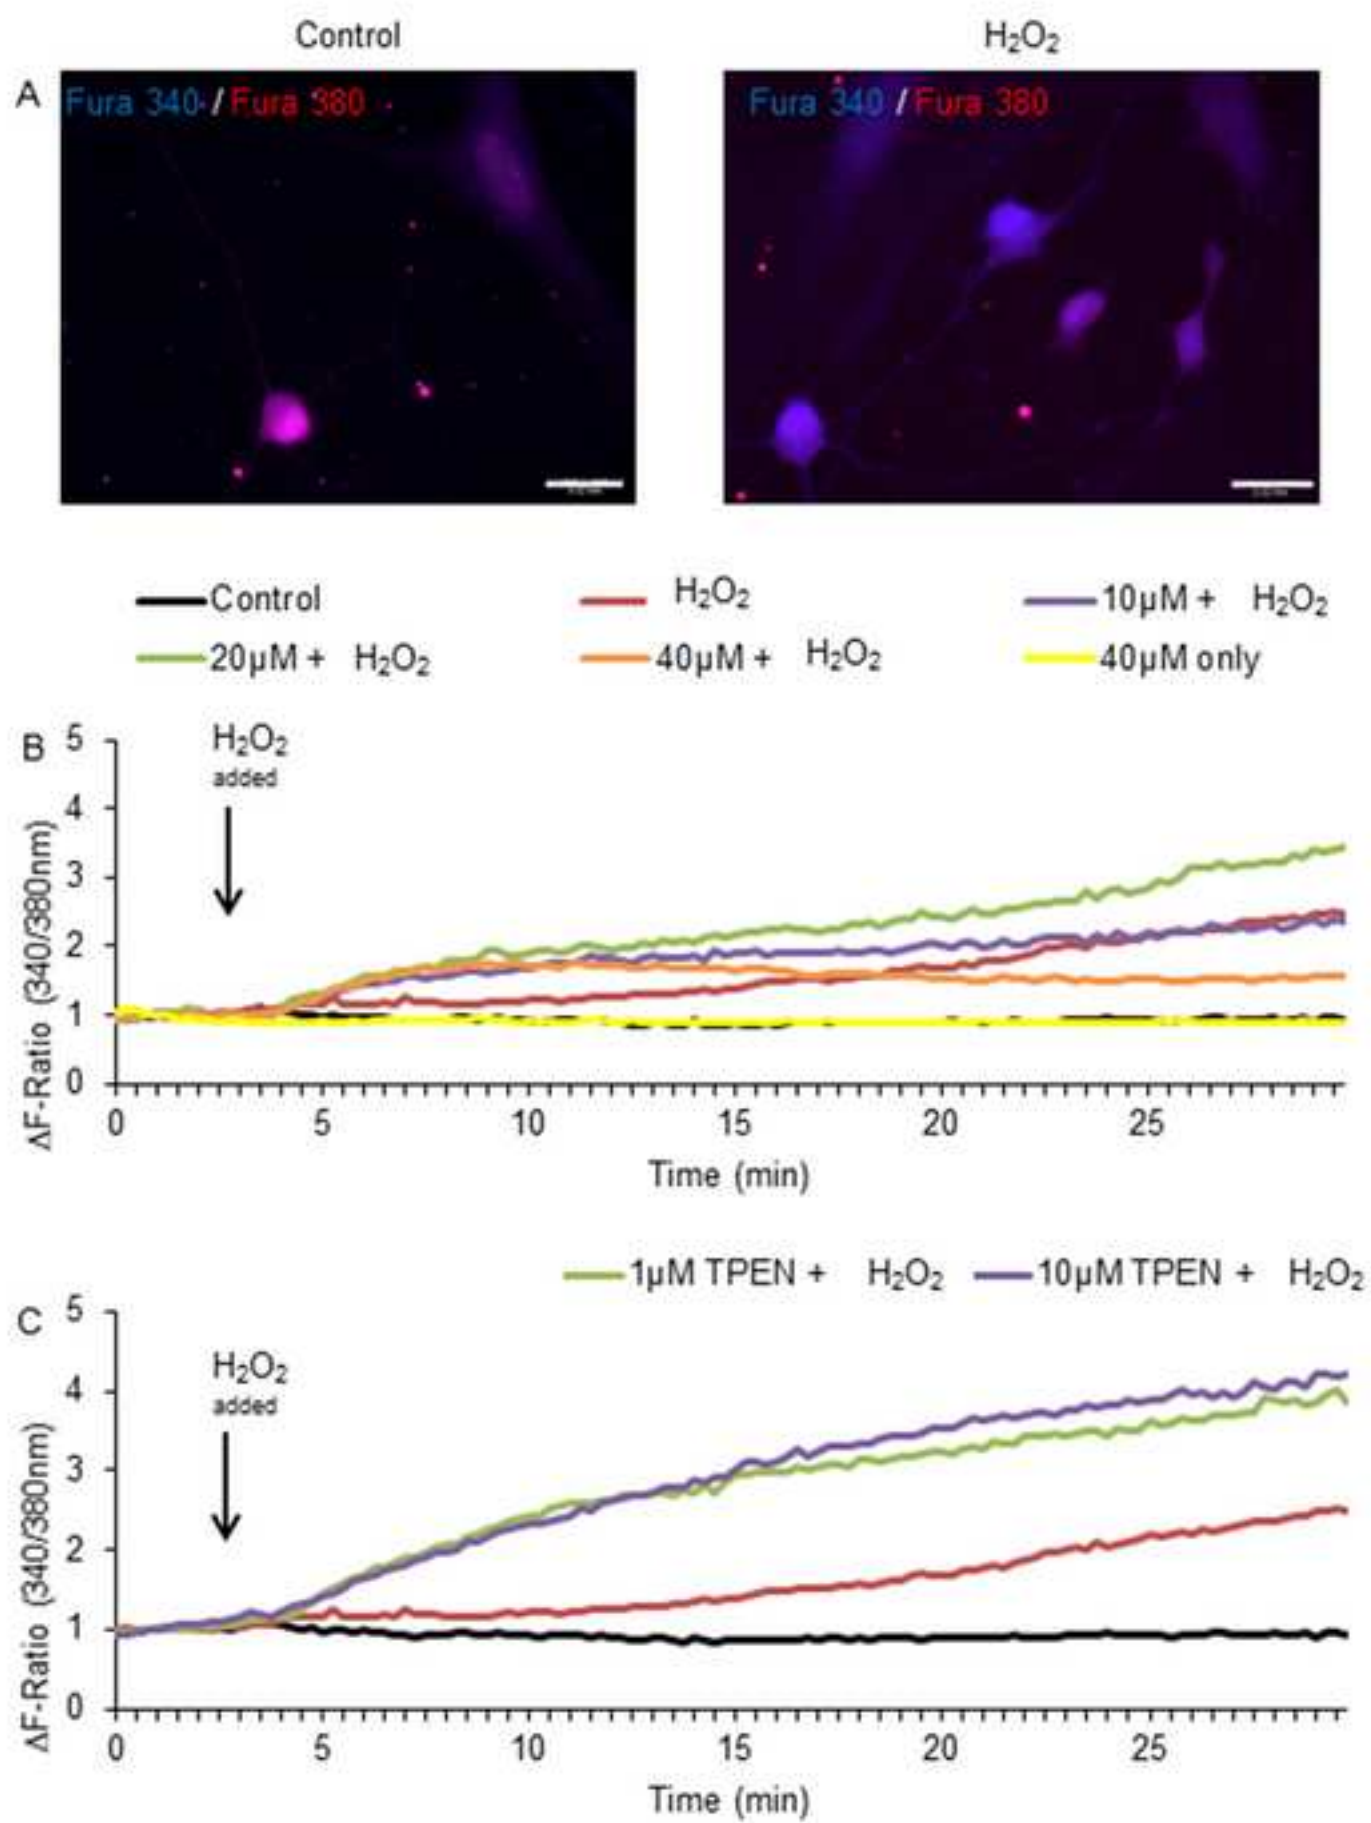 Control H₂O₂
A
Fura 340 / Fura 380 Fura 340 / Fura 380
Control H₂O₂ 10µM + H₂O₂
20µM + H₂O₂ 40µM + H₂O₂ 40µM only
B
H₂O₂
added
5
4
3
2
1
0
ΔF-Ratio (340/380nm)
0 5 10 15 20 25
Time (min)
1µM TPEN + H₂O₂ 10µM TPEN + H₂O₂
C
H₂O₂
added
5
4
3
2
1
0
ΔF-Ratio (340/380nm)
0 5 10 15 20 25
Time (min)